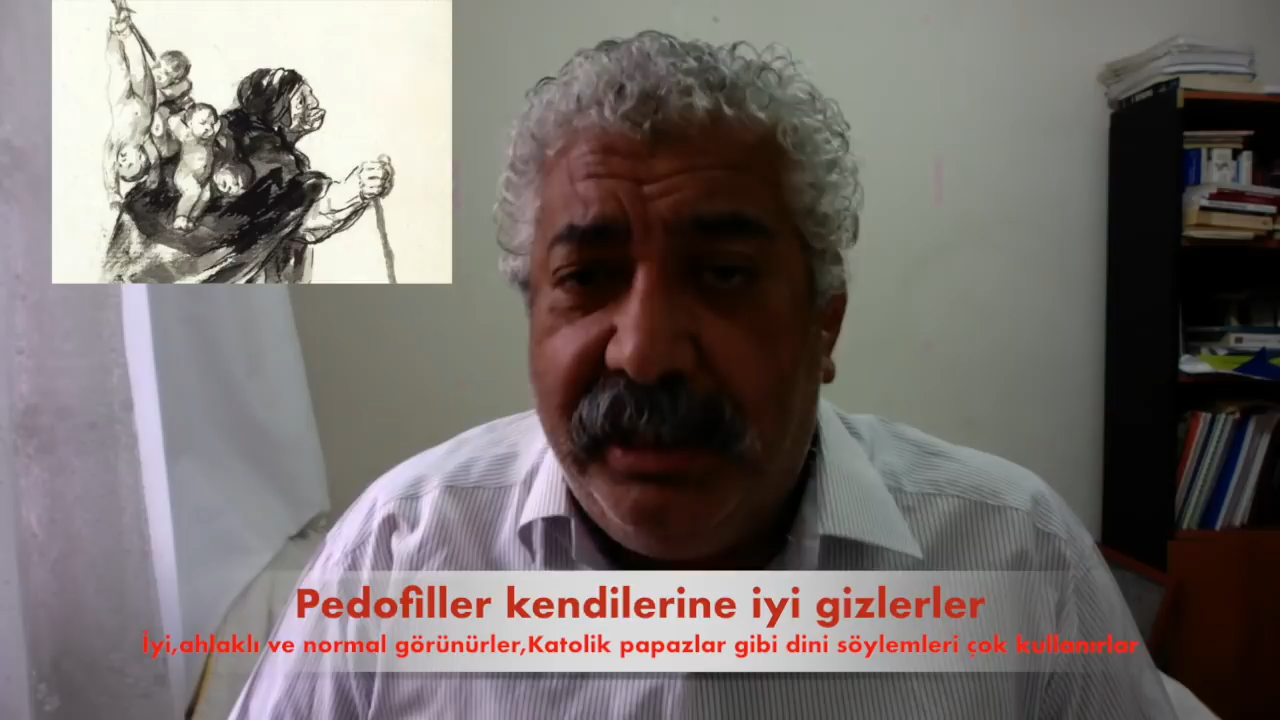 Pedofiller kendilerine iyi gizlerler
İyi,ahlaklı ve normal görünürler,Katolik papazlar gibi dini söylemleri çok kullanırlar